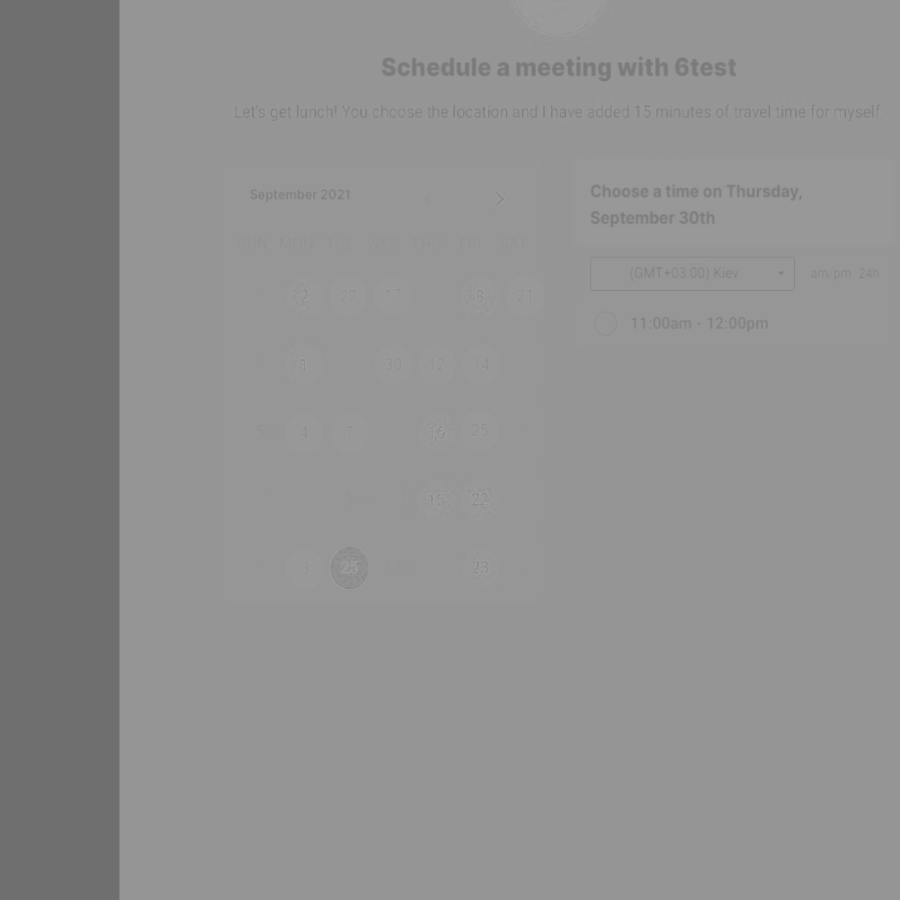 Schedule a meeting with 6test
Let's get lunch! You choose the location and I have added 15 minutes of travel time for myself.
September 2021
SUN MON TUE WED THU FRI SAT
2 27 17 8 21
1 30 12 14
5 4 7 16 25
15 22
3 25 23
Choose a time on Thursday,
September 30th
(GMT+03:00) Kiev
am/pm 24h
11:00am - 12:00pm